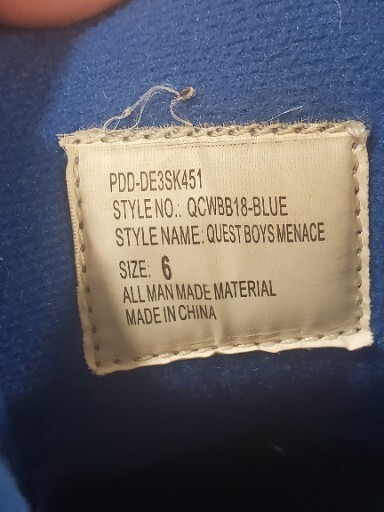 PDD-DE3SK451
STYLE NO.: QCWBB18-BLUE
STYLE NAME: QUEST BOYS MENACE
SIZE: 6
ALL MAN MADE MATERIAL
MADE IN CHINA